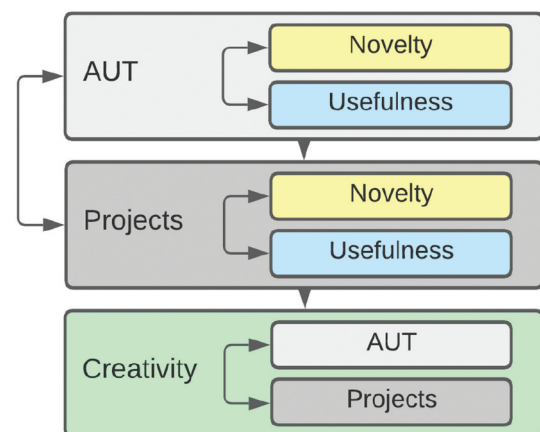 AUT
Novelty
Usefulness
Projects
Novelty
Usefulness
Creativity
AUT
Projects